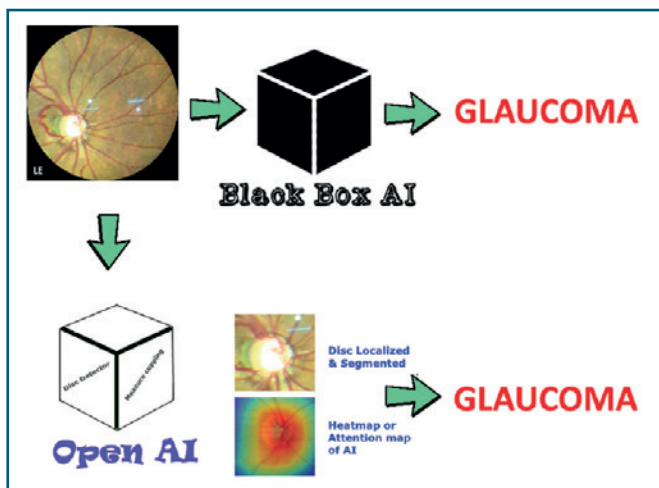 LE
GLAUCOMA
Black Box AI
Disc Detector
Measure cupping
Disc Localized
& Segmented
Heatmap or
Attention map
of AI
GLAUCOMA
Open AI